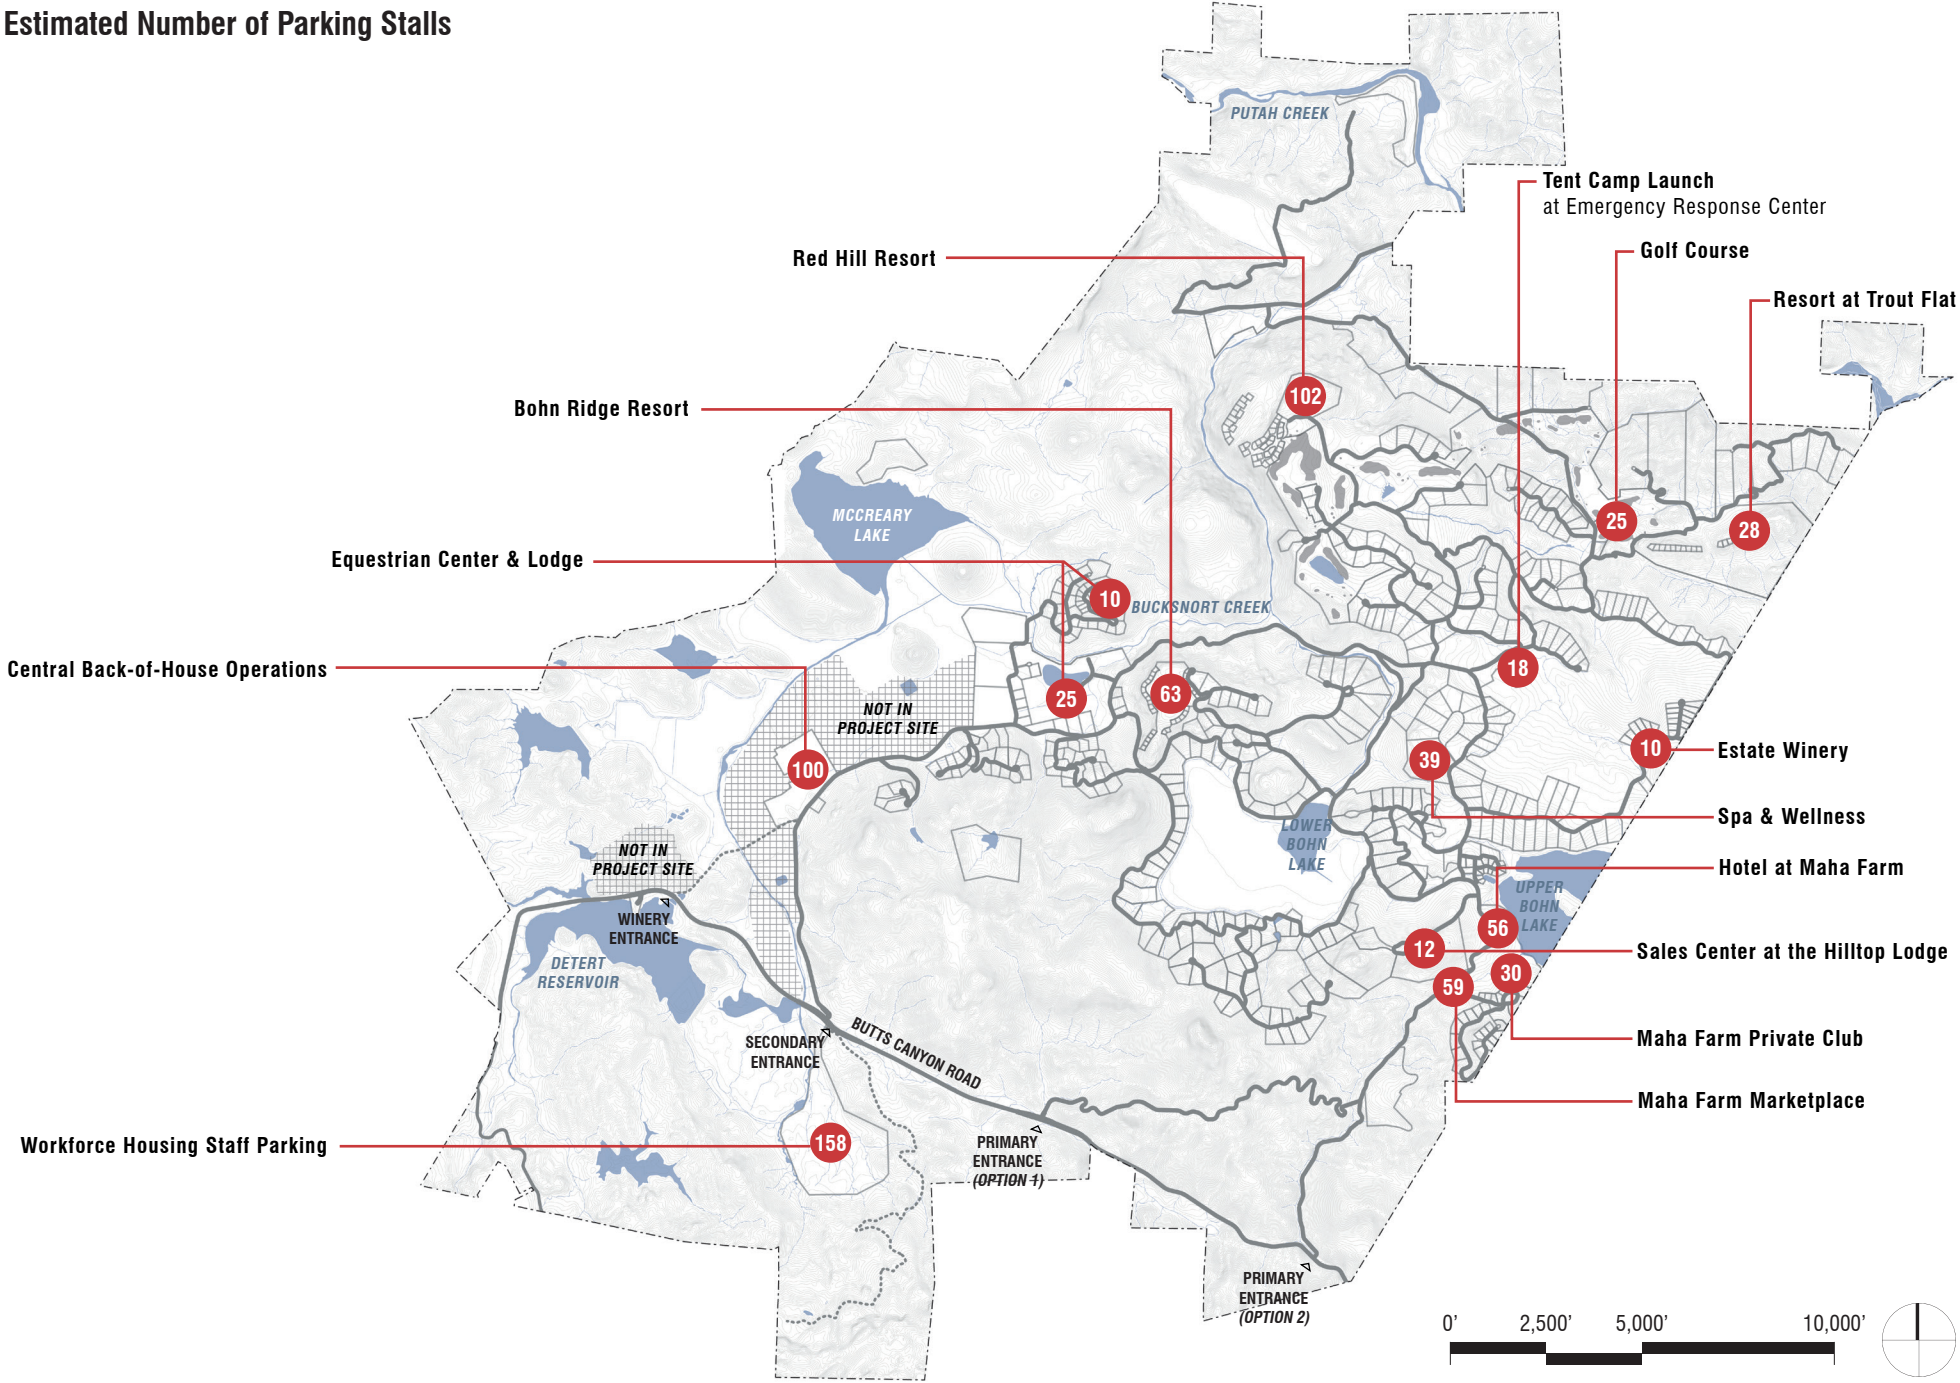 Estimated Number of Parking Stalls
PUTAH CREEK
Tent Camp Launch
at Emergency Response Center
Golf Course
Red Hill Resort
Resort at Trout Flat
102
Bohn Ridge Resort
MCCREARY
LAKE
25
28
Equestrian Center & Lodge
10
BUCKSNORT CREEK
Central Back-of-House Operations
18
25
63
NOT IN
PROJECT SITE
10
Estate Winery
39
100
Spa & Wellness
LOWER
BOHN
LAKE
NOT IN
PROJECT SITE
Hotel at Maha Farm
UPPER
BOHN
LAKE
WINERY
ENTRANCE
56
12
Sales Center at the Hilltop Lodge
DETERT
RESERVOIR
30
59
SECONDARY
ENTRANCE
BUTTS CANYON ROAD
Maha Farm Private Club
Maha Farm Marketplace
Workforce Housing Staff Parking
158
PRIMARY
ENTRANCE
(OPTION 1)
PRIMARY
ENTRANCE
(OPTION 2)
0' 2,500' 5,000' 10,000'